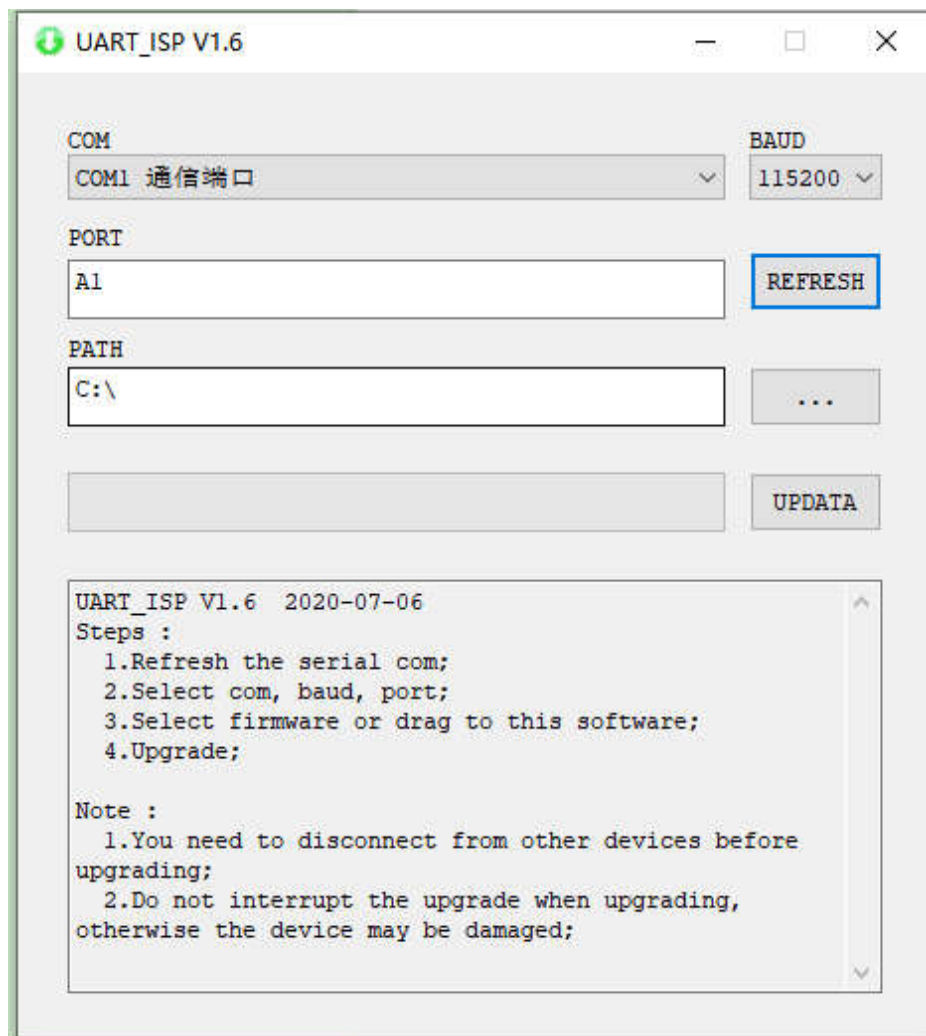 UART_ISP V1.6
COM
BAUD
COM1 通信端口
115200
PORT
A1
REFRESH
PATH
C:\
...
UPDATA
UART_ISP V1.6  2020-07-06
Steps :
  1.Refresh the serial com;
  2.Select com, baud, port;
  3.Select firmware or drag to this software;
  4.Upgrade;
Note :
  1.You need to disconnect from other devices before
upgrading;
  2.Do not interrupt the upgrade when upgrading,
otherwise the device may be damaged;